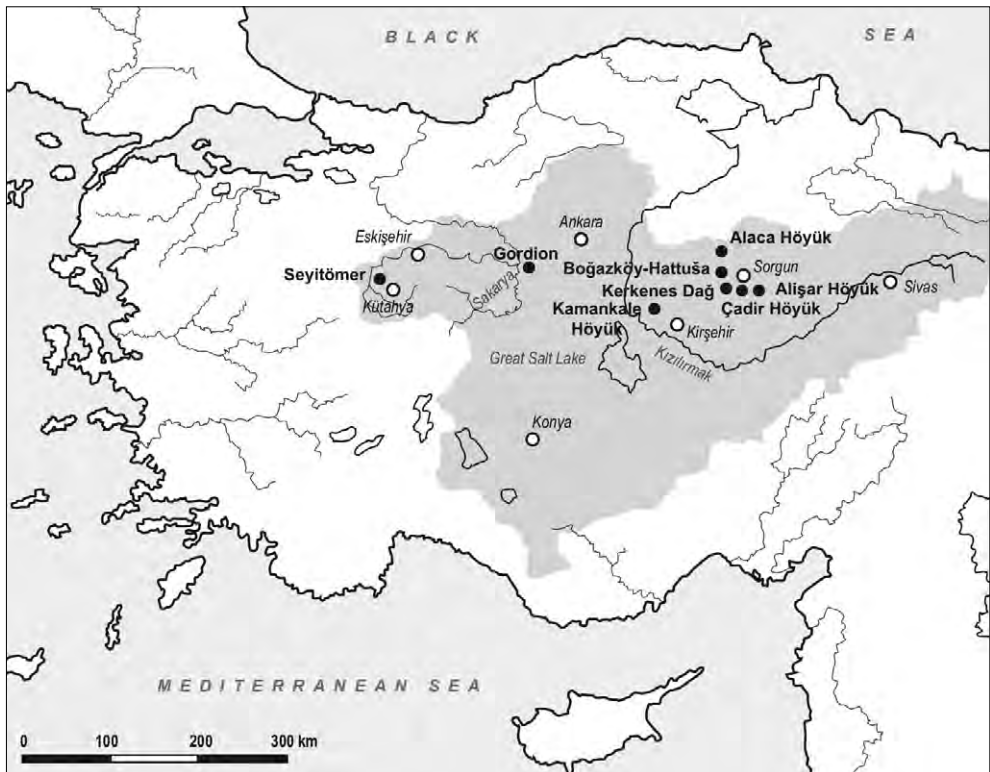 BLACK SEA
Ankara
Eskişehir
Alaca Höyük
Gordion
Boğazköy-Hattuša
Sorgun
Seyitömer
Sakarya
Kerkenes Dağ
Alişar Höyük
Sivas
Kütahya
Kamankale
Höyük
Çadir Höyük
Kirşehir
Great Salt Lake
Kızılırmak
Konya
MEDITERRANEAN SEA
0 100 200 300 km